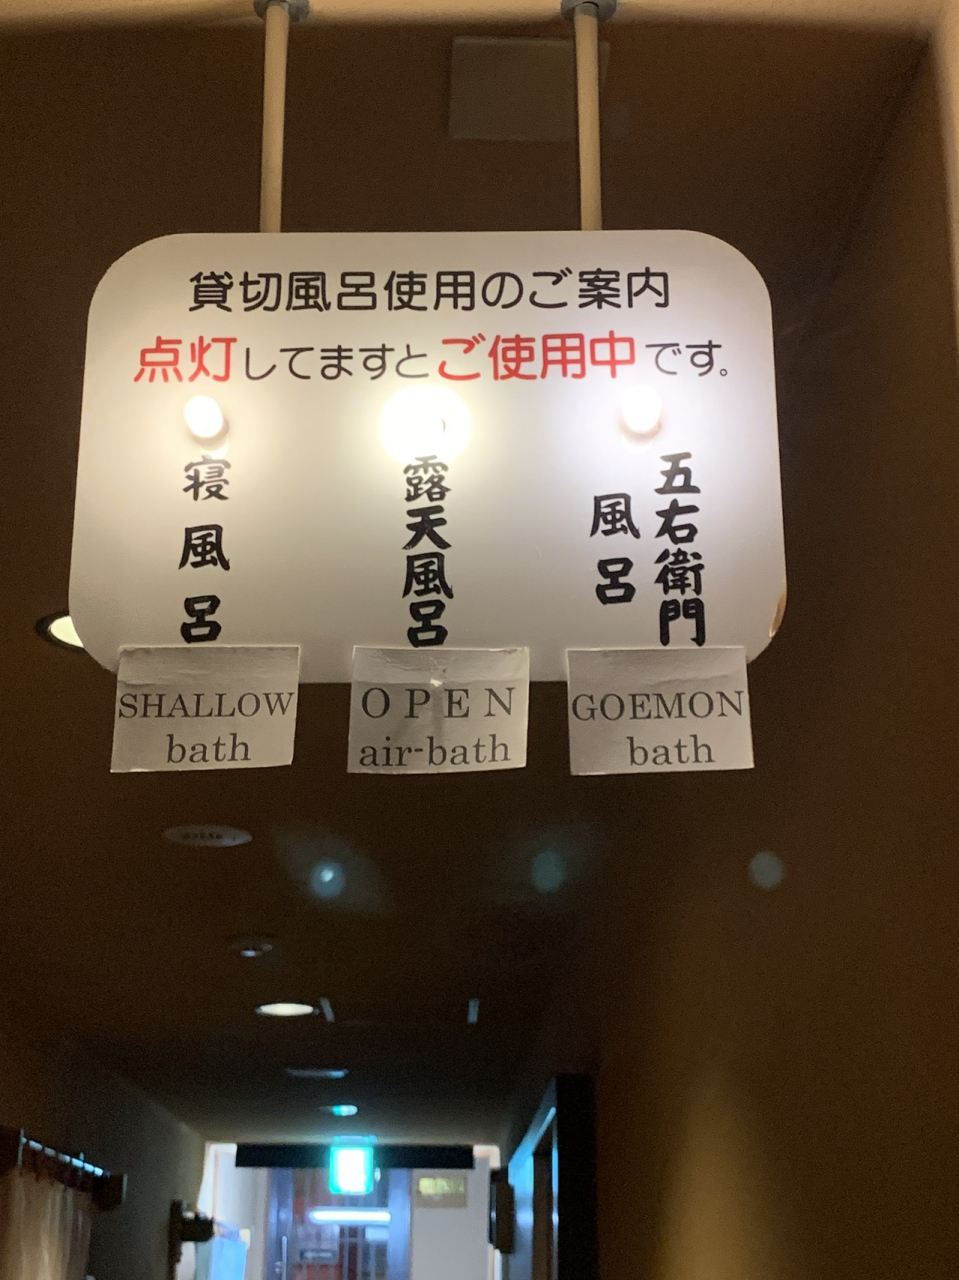 貸切風呂使用のご案内
点灯してますとご使用中です。
寝風呂
露天風呂
五右衛門
風呂
SHALLOW
bath
OPEN
air-bath
GOEMON
bath